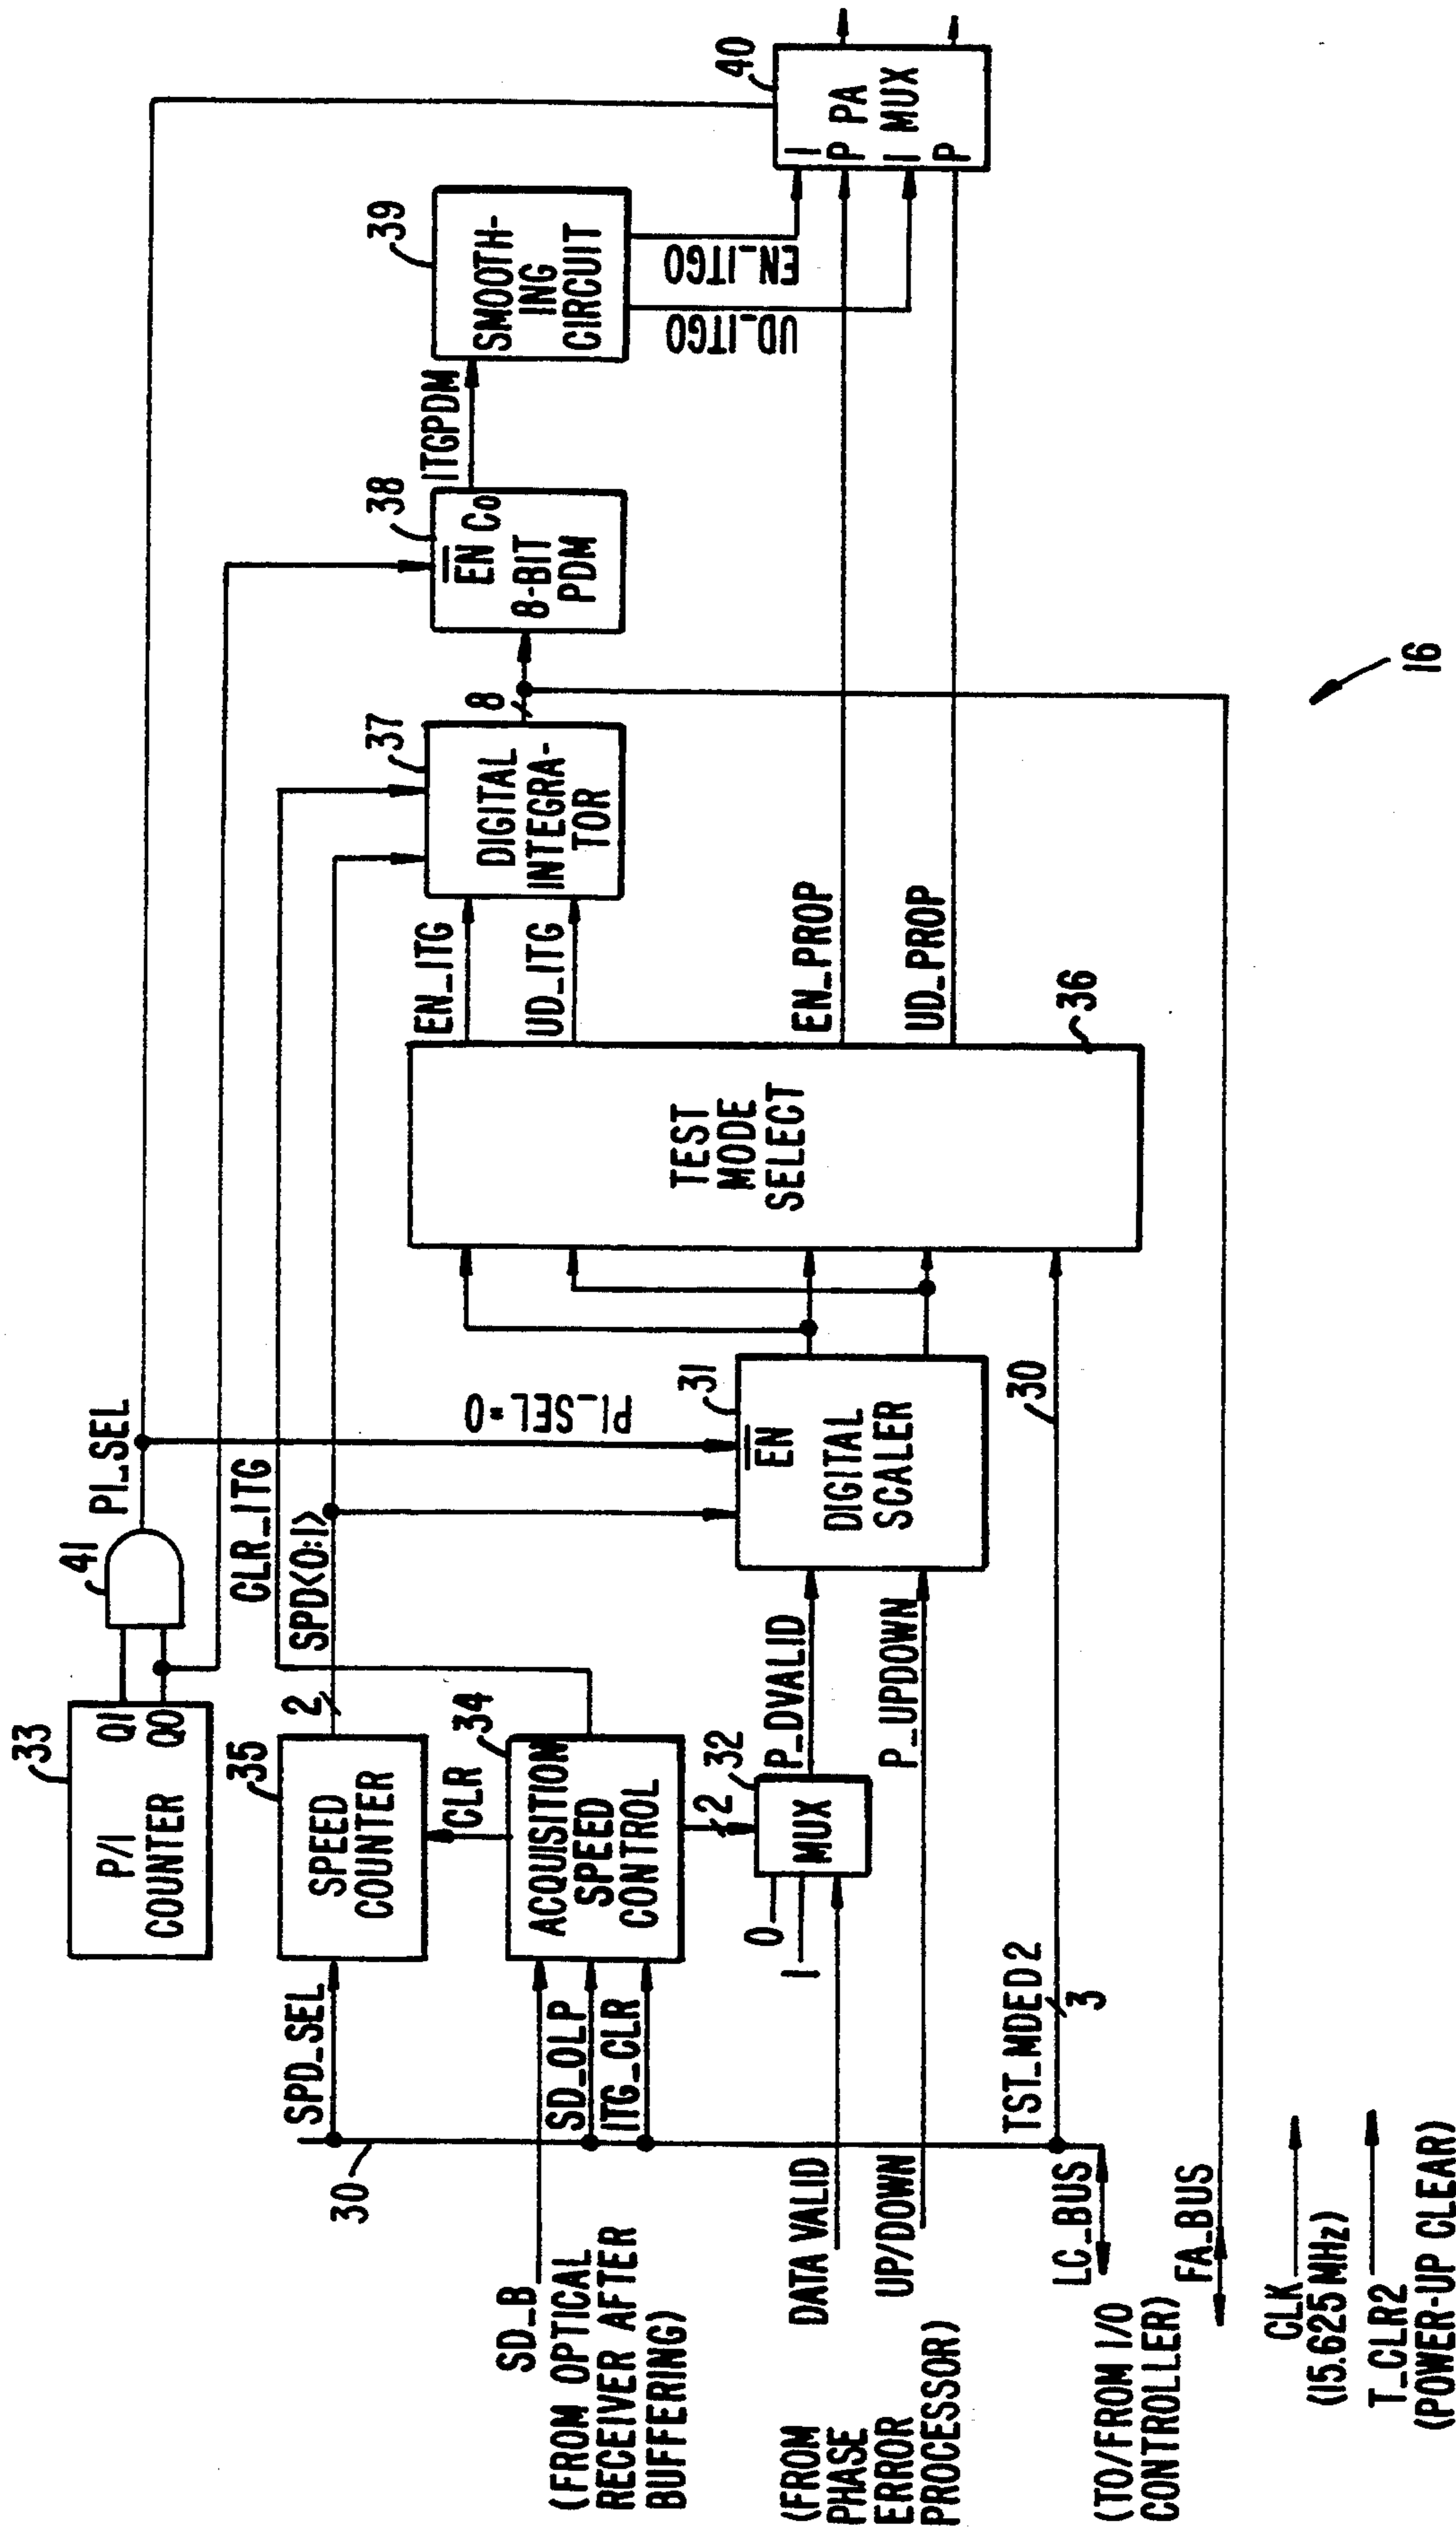 33
P/I
COUNTER
Q1
Q0
41
PI_SEL
35
SPEED
COUNTER
SPD_SEL
2
SPD<0:1>
CLR_ITG
CLR
34
ACQUISITION
SPEED
CONTROL
SD_OLP
ITG_CLR
30
SD_B
(FROM OPTICAL
RECEIVER AFTER
BUFFERING)
2
32
MUX
0
1
P_DVALID
P_UPDOWN
DATA VALID
UP/DOWN
(FROM
PHASE
ERROR
PROCESSOR)
PI_SEL=0
31
EN
DIGITAL
SCALER
TST_MDED2
3
30
LC_BUS
(TO/FROM I/O
CONTROLLER)
FA_BUS
CLK
(15.625 MHz)
T_CLR2
(POWER-UP CLEAR)
TEST
MODE
SELECT
36
EN_ITG
UD_ITG
EN_PROP
UD_PROP
37
DIGITAL
INTEGRA-
TOR
8
38
EN CO
8-BIT
PDM
ITGPDM
39
SMOOTH-
ING
CIRCUIT
EN_ITGO
UD_ITGO
40
I
P PA
I MUX
P
16